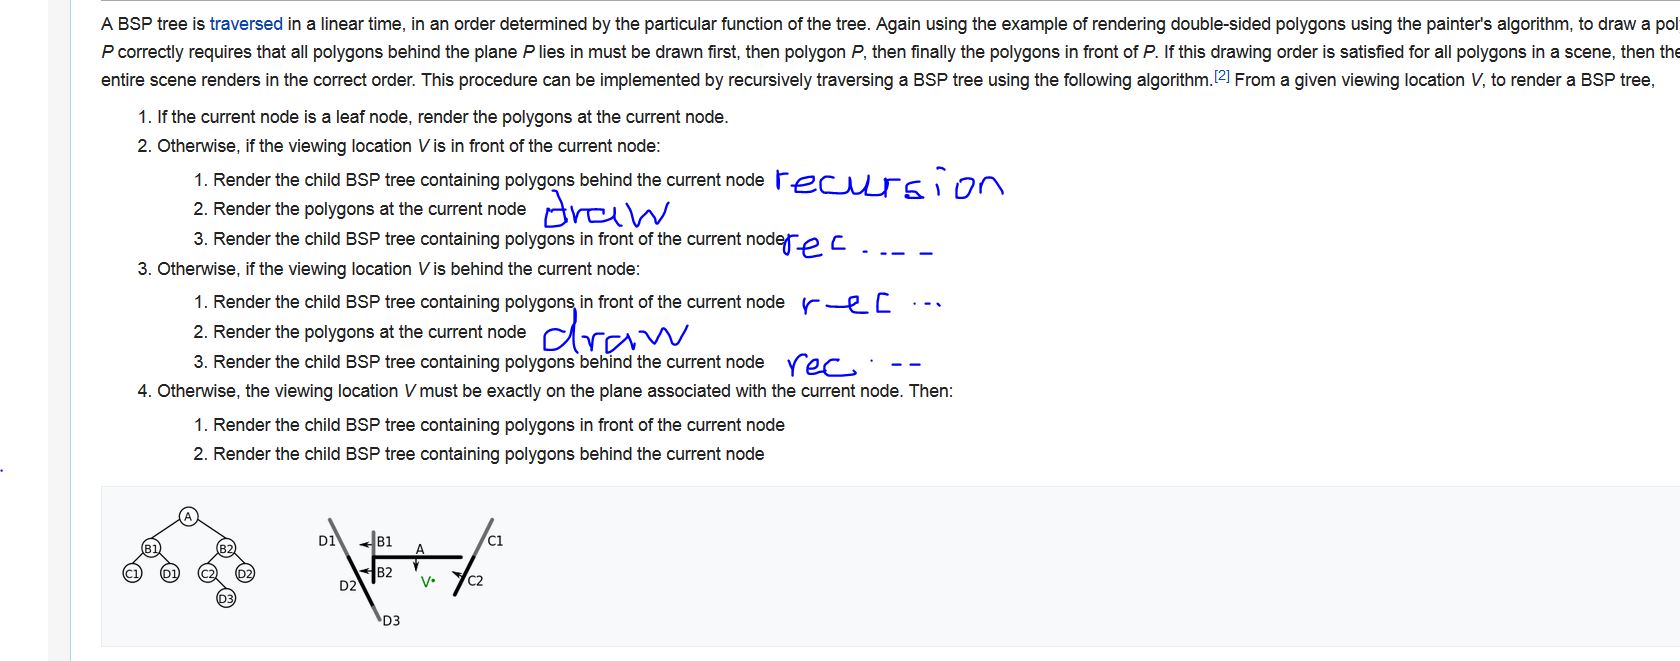 A BSP tree is traversed in a linear time, in an order determined by the particular function of the tree. Again using the example of rendering double-sided polygons using the painter's algorithm, to draw a pol
P correctly requires that all polygons behind the plane P lies in must be drawn first, then polygon P, then finally the polygons in front of P. If this drawing order is satisfied for all polygons in a scene, then the
entire scene renders in the correct order. This procedure can be implemented by recursively traversing a BSP tree using the following algorithm.[2] From a given viewing location V, to render a BSP tree,
1. If the current node is a leaf node, render the polygons at the current node.
2. Otherwise, if the viewing location V is in front of the current node:
1. Render the child BSP tree containing polygons behind the current node recursion
2. Render the polygons at the current node draw
3. Render the child BSP tree containing polygons in front of the current node rec . -- - -
3. Otherwise, if the viewing location V is behind the current node:
1. Render the child BSP tree containing polygons in front of the current node rec ...
2. Render the polygons at the current node draw
3. Render the child BSP tree containing polygons behind the current node rec. . - -
4. Otherwise, the viewing location V must be exactly on the plane associated with the current node. Then:
1. Render the child BSP tree containing polygons in front of the current node
2. Render the child BSP tree containing polygons behind the current node
A
B1 B2
C1 D1 C2 D2
D3
D1 B1 A C1
D2 B2 V C2
D3